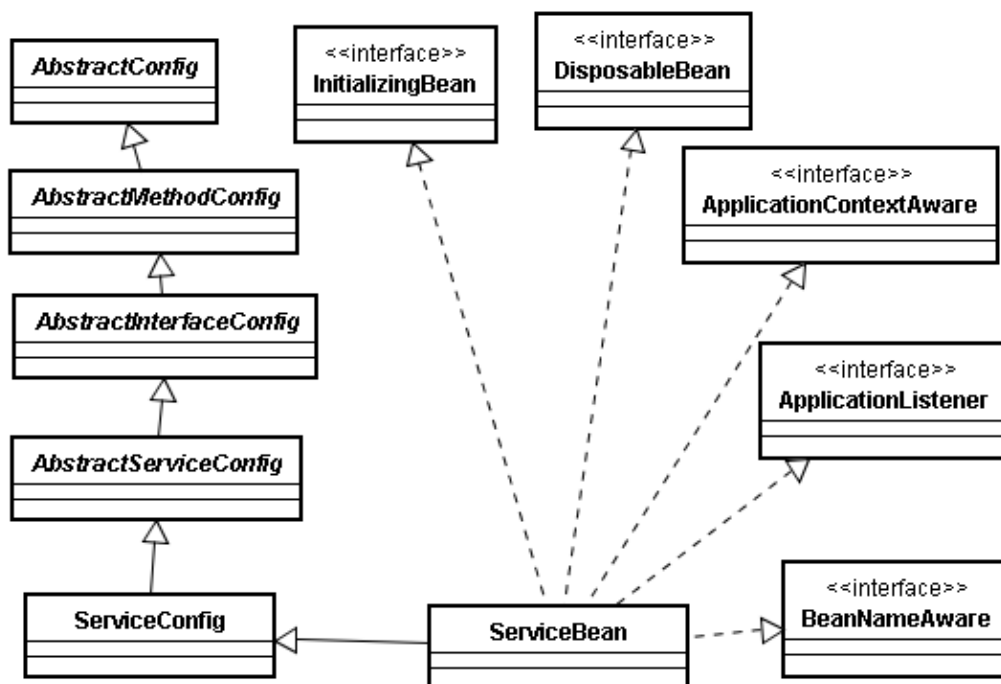 AbstractConfig
<<interface>>
InitializingBean
<<interface>>
DisposableBean
AbstractMethodConfig
<<interface>>
ApplicationContextAware
AbstractInterfaceConfig
<<interface>>
ApplicationListener
AbstractServiceConfig
ServiceConfig
ServiceBean
<<interface>>
BeanNameAware